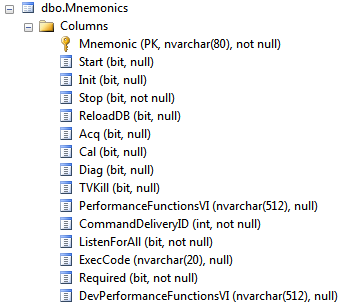 dbo.Mnemonics
Columns
Mnemonic (PK, nvarchar(80), not null)
Start (bit, null)
Init (bit, null)
Stop (bit, not null)
ReloadDB (bit, null)
Acq (bit, null)
Cal (bit, null)
Diag (bit, null)
TVKill (bit, null)
PerformanceFunctionsVI (nvarchar(512), null)
CommandDeliveryID (int, not null)
ListenForAll (bit, not null)
ExecCode (nvarchar(20), null)
Required (bit, not null)
DevPerformanceFunctionsVI (nvarchar(512), null)